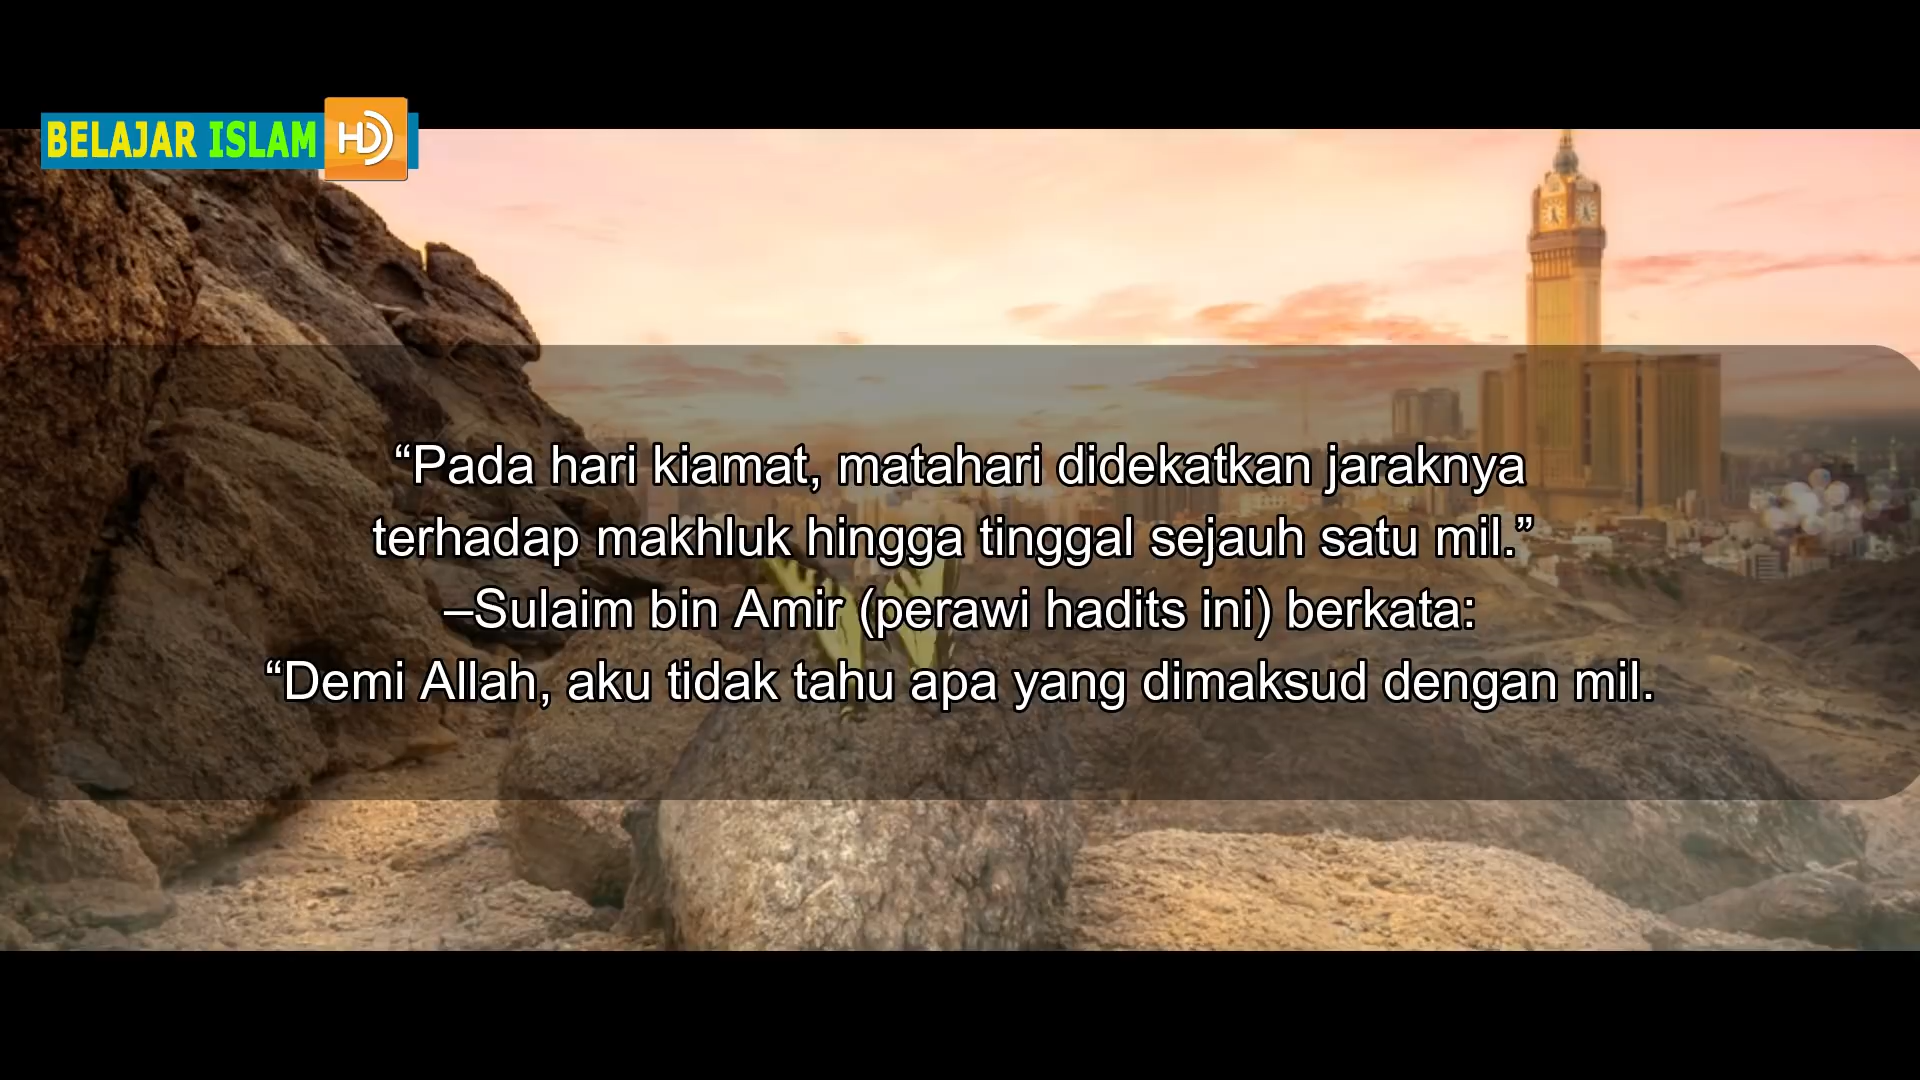 BELAJAR ISLAM HD
“Pada hari kiamat, matahari didekatkan jaraknya
terhadap makhluk hingga tinggal sejauh satu mil.”
–Sulaim bin Amir (perawi hadits ini) berkata:
“Demi Allah, aku tidak tahu apa yang dimaksud dengan mil.